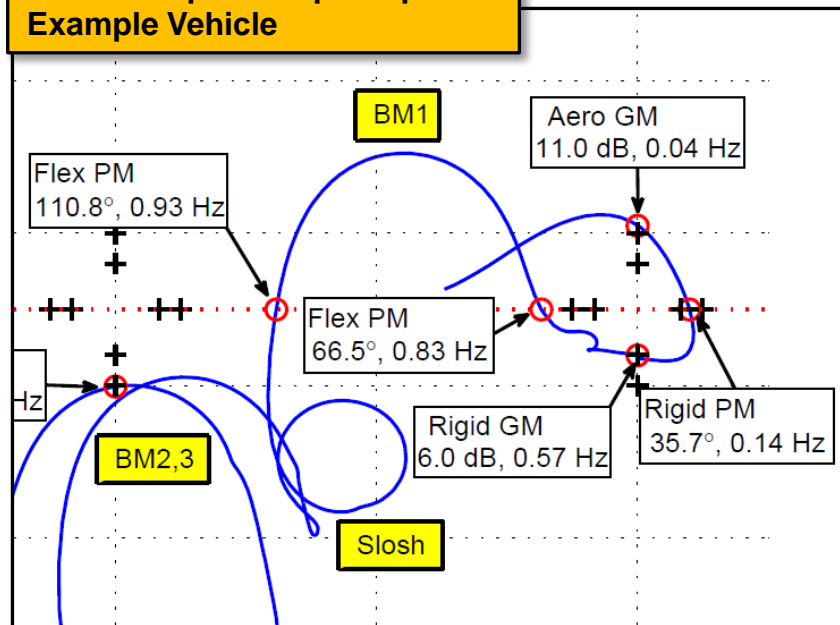 Example Vehicle
BM1
Aero GM
11.0 dB, 0.04 Hz
Flex PM
110.8°, 0.93 Hz
Flex PM
66.5°, 0.83 Hz
Hz
Rigid GM
6.0 dB, 0.57 Hz
Rigid PM
35.7°, 0.14 Hz
BM2,3
Slosh